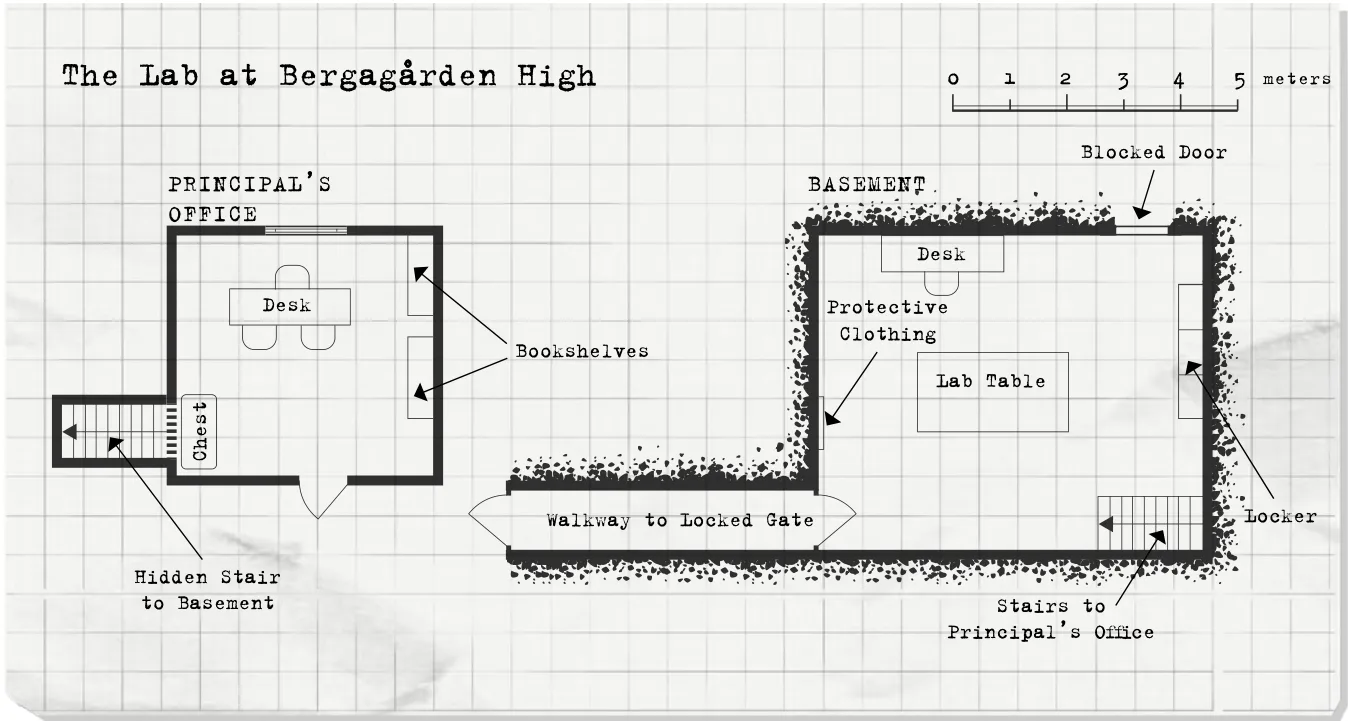 The Lab at Bergagården High
0 1 2 3 4 5 meters
Blocked Door
PRINCIPAL'S
OFFICE
BASEMENT
Desk
Desk
Protective
Clothing
Bookshelves
Lab Table
Chest
Walkway to Locked Gate
Locker
Hidden Stair
to Basement
Stairs to
Principal's Office